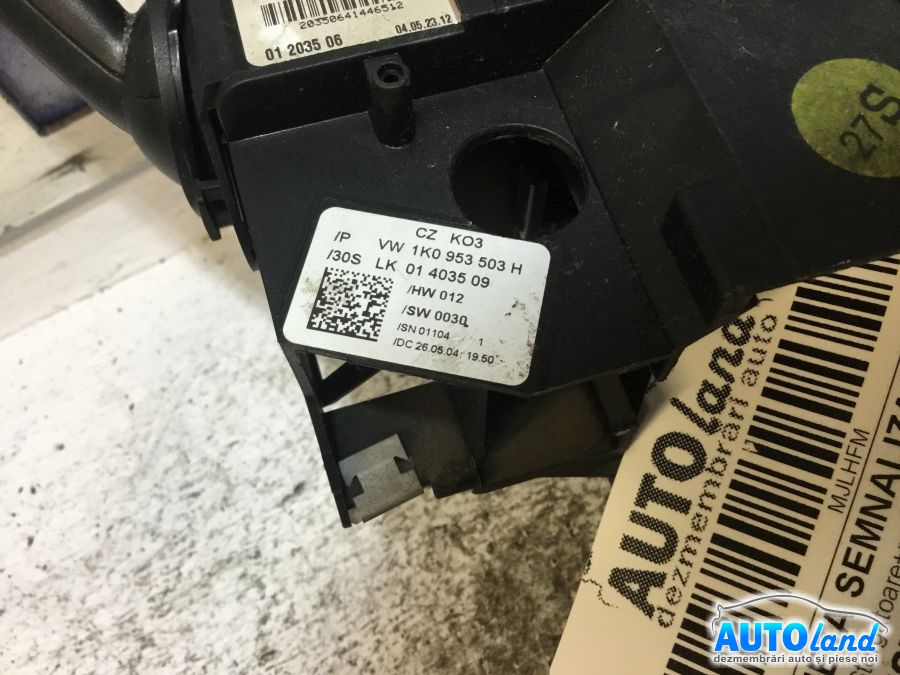 20350641446512
01 2035 06
04.05.23.12
27S
CZ KO3
/P VW 1K0 953 503 H
/30S LK 01 4035 09
/HW 012
/SW 0030
/SN 01104 1
/DC 26.05.04 19.50
AUTOland
dezmembrări auto
MJLHFM
SEMNALIZA
AUTOland
dezmembrări auto și piese noi